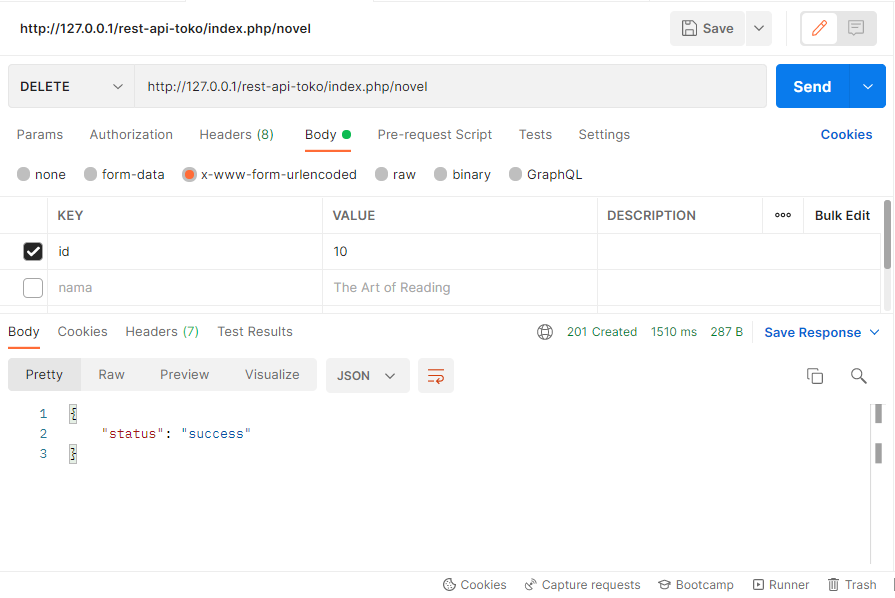 http://127.0.0.1/rest-api-toko/index.php/novel
Save
DELETE
http://127.0.0.1/rest-api-toko/index.php/novel
Send
Params Authorization Headers (8) Body Pre-request Script Tests Settings Cookies
none form-data x-www-form-urlencoded raw binary GraphQL
KEY VALUE DESCRIPTION Bulk Edit
id 10
nama The Art of Reading
Body Cookies Headers (7) Test Results 201 Created 1510 ms 287 B Save Response
Pretty Raw Preview Visualize JSON
1 {
2 "status": "success"
3 }
Cookies Capture requests Bootcamp Runner Trash